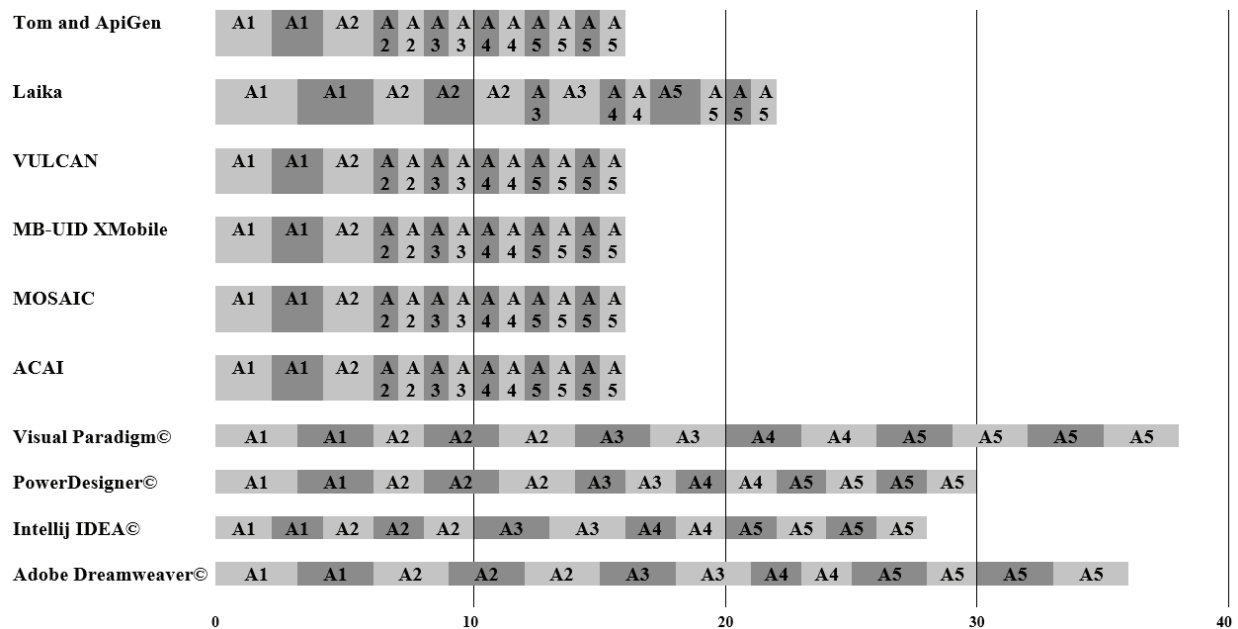 Tom and ApiGen A1 A1 A2 A A A A A A A A A A
2 2 3 3 4 4 5 5 5 5
Laika A1 A1 A2 A2 A2 A A3 A A A5 A A A
3 4 4 5 5 5
VULCAN A1 A1 A2 A A A A A A A A A A
2 2 3 3 4 4 5 5 5 5
MB-UID XMobile A1 A1 A2 A A A A A A A A A A
2 2 3 3 4 4 5 5 5 5
MOSAIC A1 A1 A2 A A A A A A A A A A
2 2 3 3 4 4 5 5 5 5
ACAI A1 A1 A2 A A A A A A A A A A
2 2 3 3 4 4 5 5 5 5
Visual Paradigm© A1 A1 A2 A2 A2 A3 A3 A4 A4 A5 A5 A5 A5
PowerDesigner© A1 A1 A2 A2 A2 A3 A3 A4 A4 A5 A5 A5 A5
Intellij IDEA© A1 A1 A2 A2 A2 A3 A3 A4 A4 A5 A5 A5 A5
Adobe Dreamweaver© A1 A1 A2 A2 A2 A3 A3 A4 A4 A5 A5 A5 A5
0 10 20 30 40